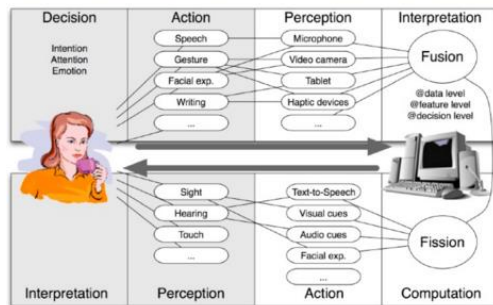 Decision
Action
Perception
Interpretation
Intention
Attention
Emotion
Speech
Gesture
Facial exp.
Writing
...
Microphone
Video camera
Tablet
Haptic devices
...
Fusion
@data level
@feature level
@decision level
Sight
Hearing
Touch
...
Text-to-Speech
Visual cues
Audio cues
Facial exp.
...
Fission
Interpretation
Perception
Action
Computation